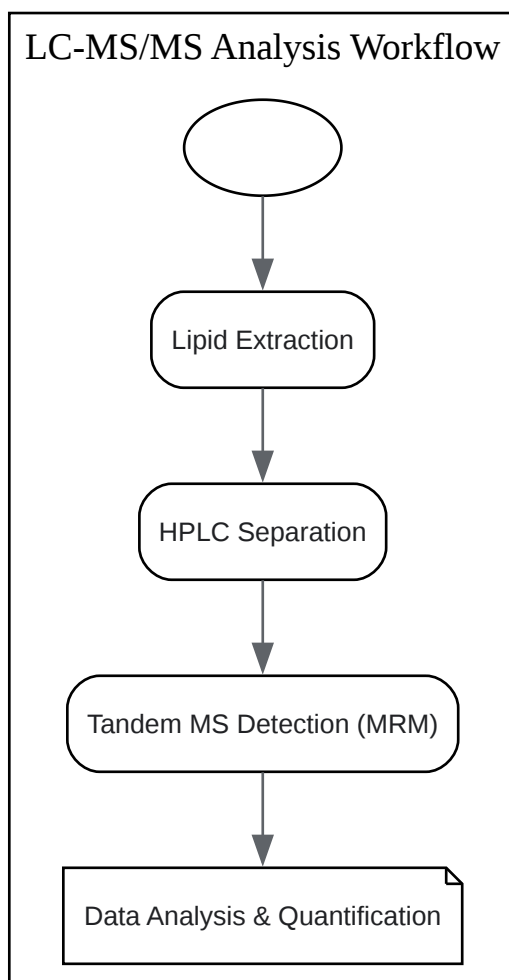 LC-MS/MS Analysis Workflow
Lipid Extraction
HPLC Separation
Tandem MS Detection (MRM)
Data Analysis & Quantification